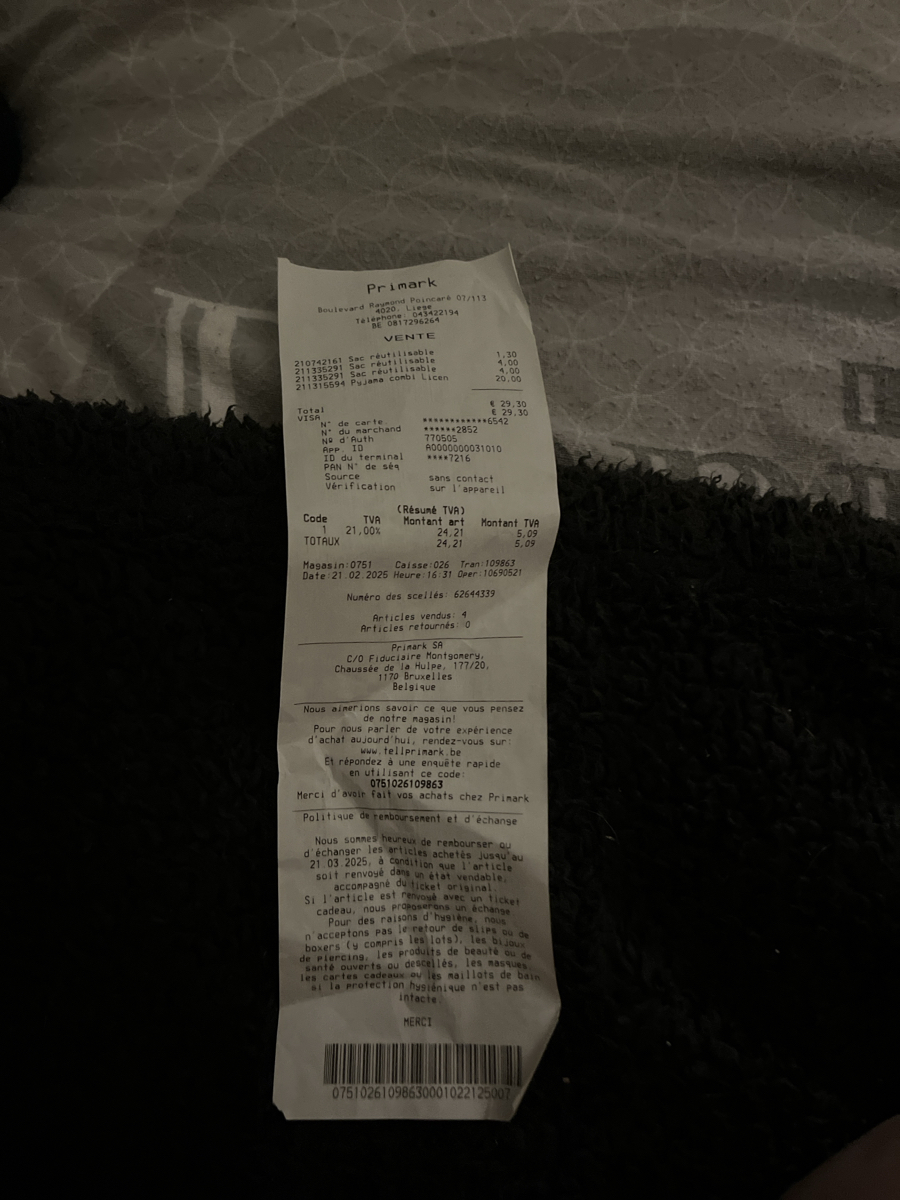 Primark
Boulevard Raymond Poincaré 07/113
4020, Liege
Téléphone: 043422194
BE 0817296264
VENTE
210742161 Sac réutilisable 1,30
211335291 Sac réutilisable 4,00
211335291 Sac réutilisable 4,00
211315594 Pyjama combi Licen 20,00
Total € 29,30
VISA € 29,30
N° de carte. ************6542
N° du marchand ******2852
Nº d'Auth 770505
App. ID A0000000031010
ID du terminal ****7216
PAN N° de séq
Source sans contact
Vérification sur l'appareil
(Résumé TVA)
Code TVA Montant art Montant TVA
1 21,00% 24,21 5,09
TOTAUX 24,21 5,09
Magasin:0751 Caisse:026 Tran:109863
Date:21.02.2025 Heure:16:31 Oper:10690521
Numéro des scellés: 62644339
Articles vendus: 4
Articles retournés: 0
Primark SA
C/O Fiduciaire Montgomery,
Chaussée de la Hulpe, 177/20,
1170 Bruxelles
Belgique
Nous aimerions savoir ce que vous pensez
de notre magasin!
Pour nous parler de votre expérience
d'achat aujourd'hui, rendez-vous sur:
www.tellprimark.be
Et répondez à une enquête rapide
en utilisant ce code:
0751026109863
Merci d'avoir fait vos achats chez Primark
Politique de remboursement et d'échange
Nous sommes heureux de rembourser ou
d'échanger les articles achetés jusqu'au
21 03 2025, à condition que l'article
soit renvoyé dans un état vendable,
accompagné du ticket original.
Si l'article est renvoyé avec un ticket
cadeau, nous proposerons un échange
Pour des raisons d'hygiène, nous
n'acceptons pas le retour de slips ou de
boxers (y compris les lots), les bijoux
de piercing, les produits de beauté ou de
santé ouverts ou descellés, les masques,
les cartes cadeaux ou les maillots de bain
si la protection hygiénique n'est pas
intacte.
MERCI
0751026109863000102212500​7